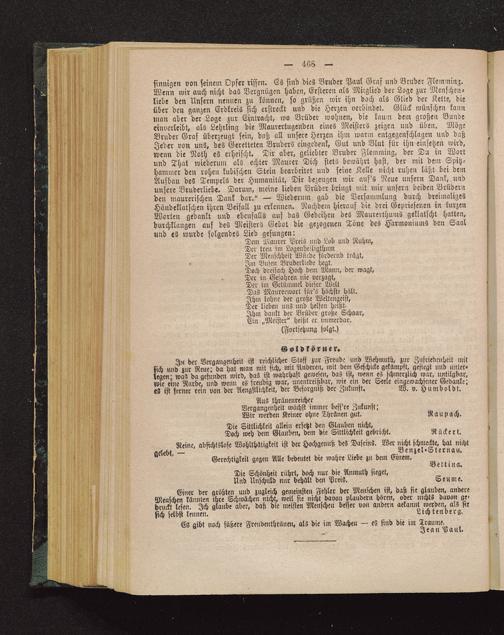 — 468 —
sinnigen von seinem Opfer rissen. Es sind dies Bruder Paul Graf und Bruder Flemming.
Wenn wir auch nicht das Vergnügen haben, Ersteren als Mitglied der Loge zur Menschen-
liebe den Unsern nennen zu können, so grüßen wir ihn doch als Glied der Kette, die
über den ganzen Erdkreis sich erstreckt und die Herzen verbindet. Glück wünschen kann
man aber der Loge zur Eintracht, wo Brüder wohnen, die kaum dem großen Bunde
einverleibt, als Lehrling die Maurertugenden eines Meisters zeigen und üben. Möge
Bruder Graf überzeugt sein, daß all unsere Herzen ihm warm entgegenschlagen und daß
Jeder von uns, des Geretteten Bruders eingedenk, Gut und Blut für ihn einsetzen wird,
wenn die Noth es erheischt. Dir aber, geliebter Bruder Flemming, der Du in Wort
und That wiederum als echter Maurer Dich stets bewährt hast, der mit dem Spitz-
hammer den rohen kubischen Stein bearbeitet und seine Kelle nicht ruhen läßt bei dem
Aufbau des Tempels der Humanität, Dir bezeugen wir auf's Neue unsern Dank, und
unsere Bruderliebe. Darum, meine lieben Brüder bringt mit mir unsern beiden Brüdern
den maurerischen Dank dar.“ — Wiederum gab die Versammlung durch dreimaliges
Händeklatschen ihren Beifall zu erkennen. Nachdem hierauf die drei Gepriesenen in kurzen
Worten gedankt und ebenfalls auf das Gedeihen des Maurerthums geklatscht hatten,
durchklangen auf des Meisters Gebot die gezogenen Töne des Harmoniums den Saal
und es wurde folgendes Lied gesungen:
Dem Maurer Preis und Lob und Ruhm,
Der treu im Logenheiligthum
Der Menschheit Würde fördernd trägt,
Im Busen Bruderliebe hegt.
Doch dreifach Hoch dem Mann, der wagt,
Der in Gefahren nie verzagt,
Der im Getümmel dieser Welt
Das Maurerwort für's höchste hält.
Ihm lohne der große Weltengeist,
Der lieben uns und helfen heißt.
Ihm dankt der Brüder große Schaar,
Ein „Meister“ heißt er immerdar.
(Fortsetzung folgt.)
Goldkörner.
In der Vergangenheit ist reichlicher Stoff zur Freude und Wehmuth, zur Zufriedenheit mit
sich und zur Reue; da hat man mit sich, mit Anderen, mit dem Geschicke gekämpft, gesiegt und unter-
legen; was da gefunden wird, das ist wahrhaft gewesen, das ist, wenn es schmerzlich war, untilgbar,
wie eine Narbe, und wenn es freudig war, unentreißbar, wie ein der Seele eingewachsener Gedanke;
es ist ferne rein von der Aengstlichkeit, der Besorgniß der Zukunft. W. v. Humboldt.
Aus thränenreicher
Vergangenheit wächst immer bess're Zukunft;
Wir werden Keiner ohne Thränen gut. Raupach.
Die Sittlichkeit allein ersetzt den Glauben nicht,
Doch weh dem Glauben, dem die Sittlichkeit gebricht. Rückert.
Reine, absichtslose Wohlthätigkeit ist der Hochgenuß des Daseins. Wer nicht schmeckte, hat nicht
gelebt. — Benzel-Sternau.
Gerechtigkeit gegen Alle bedeutet die wahre Liebe zu dem Einem.
Bettina.
Die Schönheit rührt, doch nur die Anmuth sieget,
Und Unschuld nur behält den Preis. Seume.
Einer der größten und zugleich gemeinsten Fehler der Menschen ist, daß sie glauben, andere
Menschen kännten ihre Schwächen nicht, weil sie nicht davon plaudern hören, oder nichts davon ge-
druckt lesen. Ich glaube aber, daß die meisten Menschen besser von andern gekannt werden, als sie
sich selbst kennen. Lichtenberg.
Es gibt noch süßere Freudenthränen, als die im Wachen — es sind die im Traume.
Jean Paul.